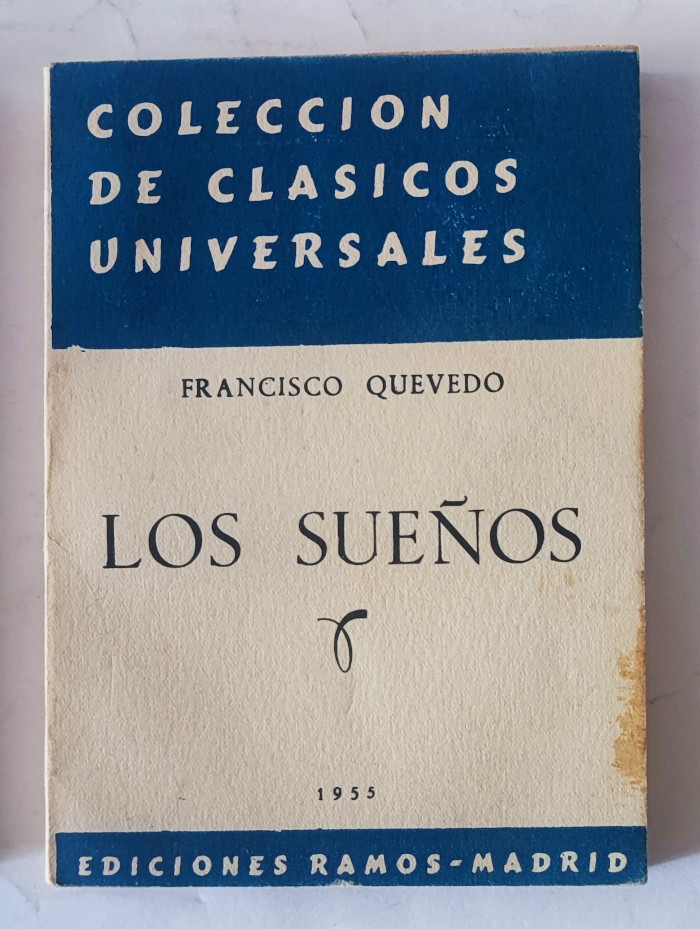 COLECCION
DE CLASICOS
UNIVERSALES
FRANCISCO QUEVEDO
LOS SUEÑOS
1955
EDICIONES RAMOS-MADRID